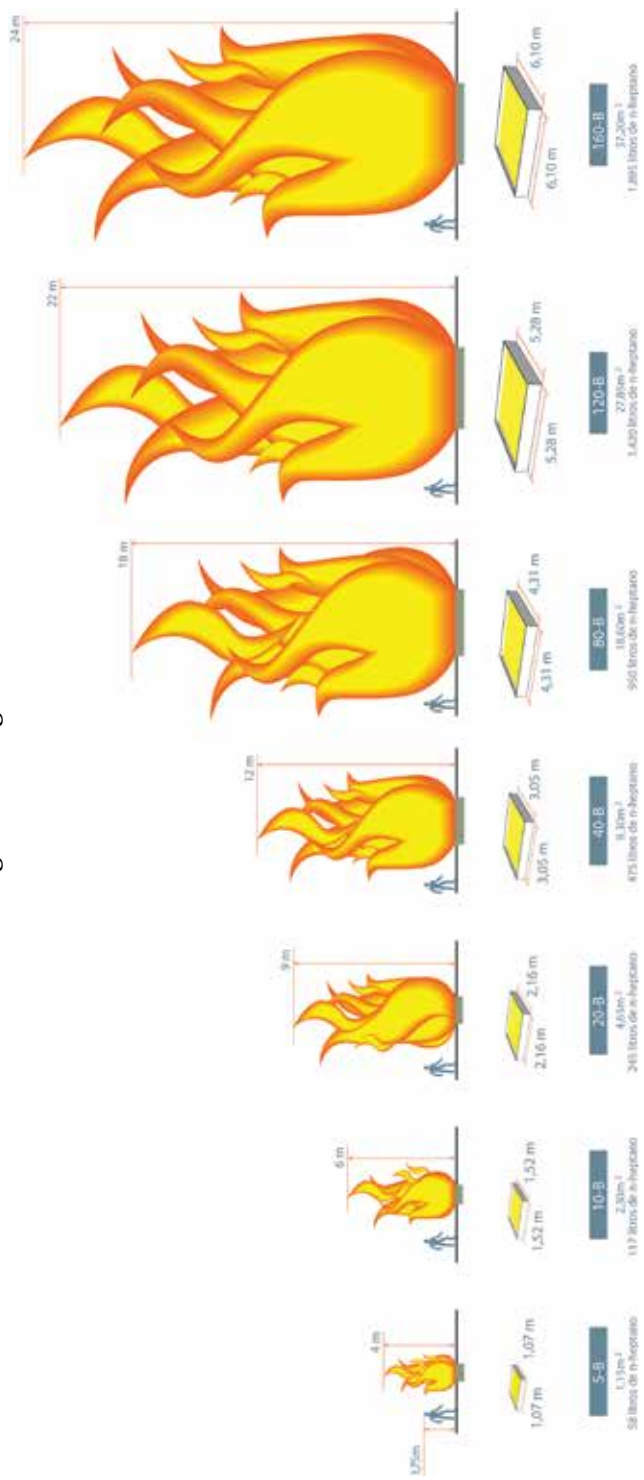 1,75m
4 m
1,07 m
1,07 m
5-B
1,15m²
58 litros de n-heptano
6 m
1,52 m
1,52 m
10-B
2,30m²
117 litros de n-heptano
9 m
2,16 m
2,16 m
20-B
4,65m²
245 litros de n-heptano
12 m
3,05 m
3,05 m
40-B
9,30m²
475 litros de n-heptano
18 m
4,31 m
4,31 m
80-B
18,60m²
950 litros de n-heptano
22 m
5,28 m
5,28 m
120-B
27,85m²
1.420 litros de n-heptano
24 m
6,10 m
6,10 m
160-B
37,20m²
1.895 litros de n-heptano